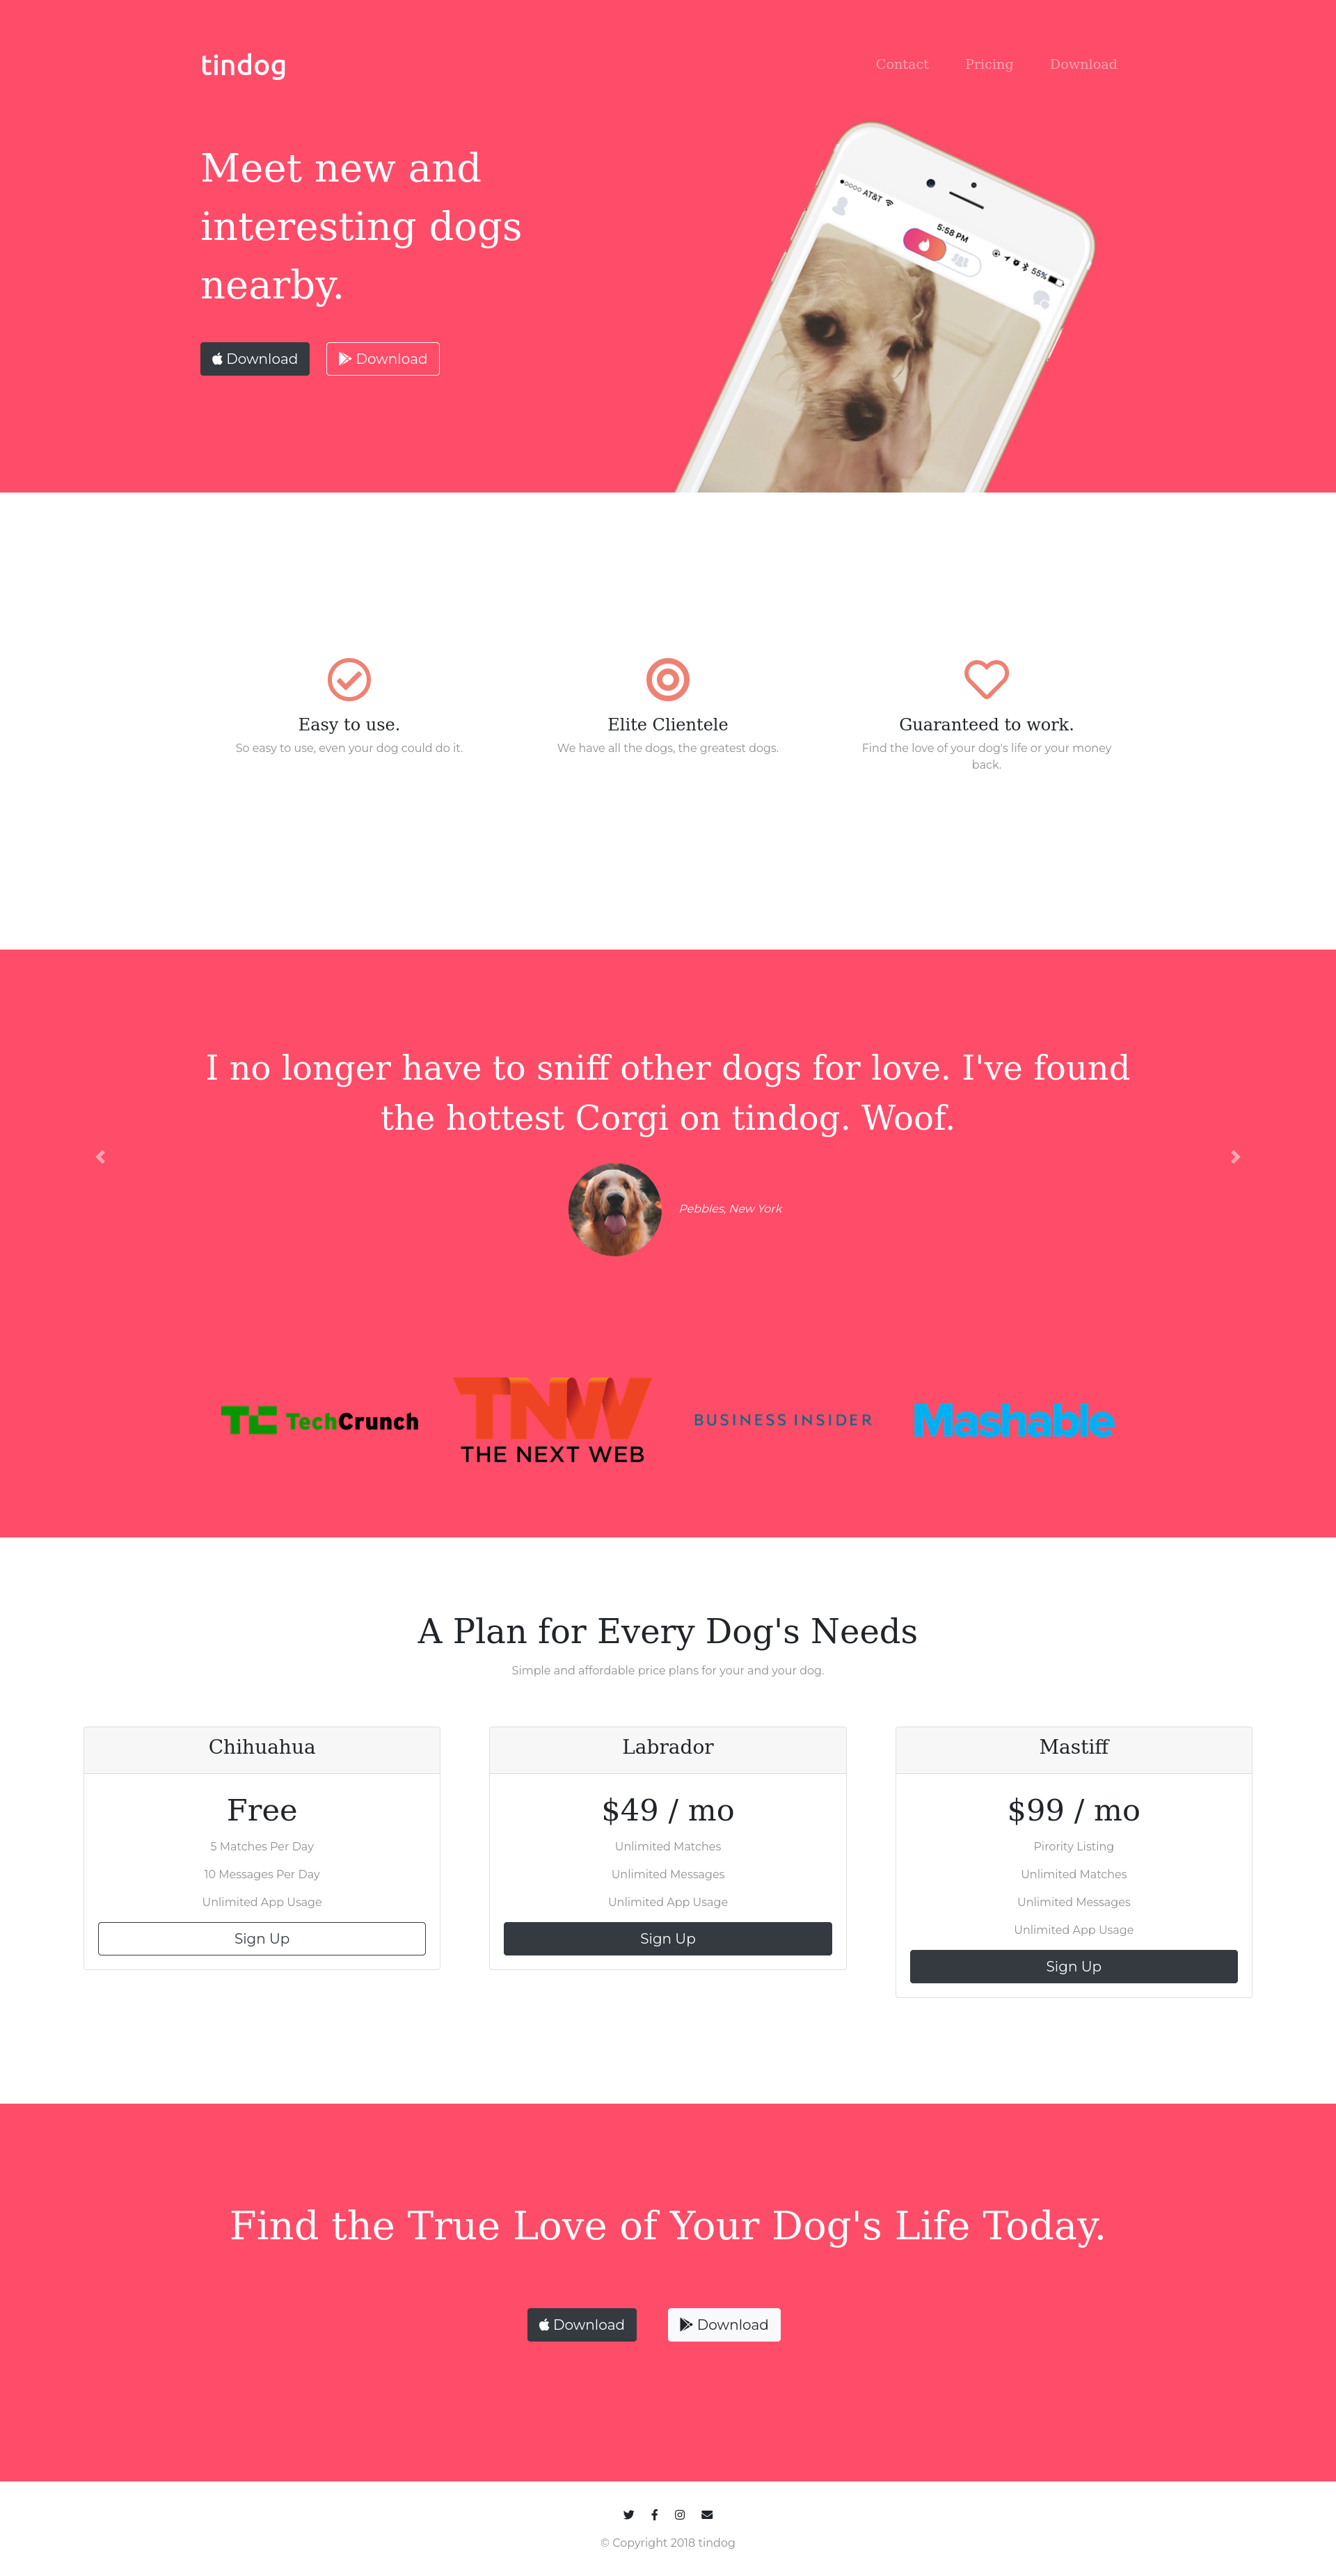 tindog
Contact Pricing Download
Meet new and
interesting dogs
nearby.
Download Download
AT&T 5:58 PM 55%
Easy to use.
So easy to use, even your dog could do it.
Elite Clientele
We have all the dogs, the greatest dogs.
Guaranteed to work.
Find the love of your dog's life or your money
back.
I no longer have to sniff other dogs for love. I've found
the hottest Corgi on tindog. Woof.
Pebbles, New York
TC TechCrunch
TNW
THE NEXT WEB
BUSINESS INSIDER
Mashable
A Plan for Every Dog's Needs
Simple and affordable price plans for your and your dog.
Chihuahua
Free
5 Matches Per Day
10 Messages Per Day
Unlimited App Usage
Sign Up
Labrador
$49 / mo
Unlimited Matches
Unlimited Messages
Unlimited App Usage
Sign Up
Mastiff
$99 / mo
Pirority Listing
Unlimited Matches
Unlimited Messages
Unlimited App Usage
Sign Up
Find the True Love of Your Dog's Life Today.
Download Download
© Copyright 2018 tindog